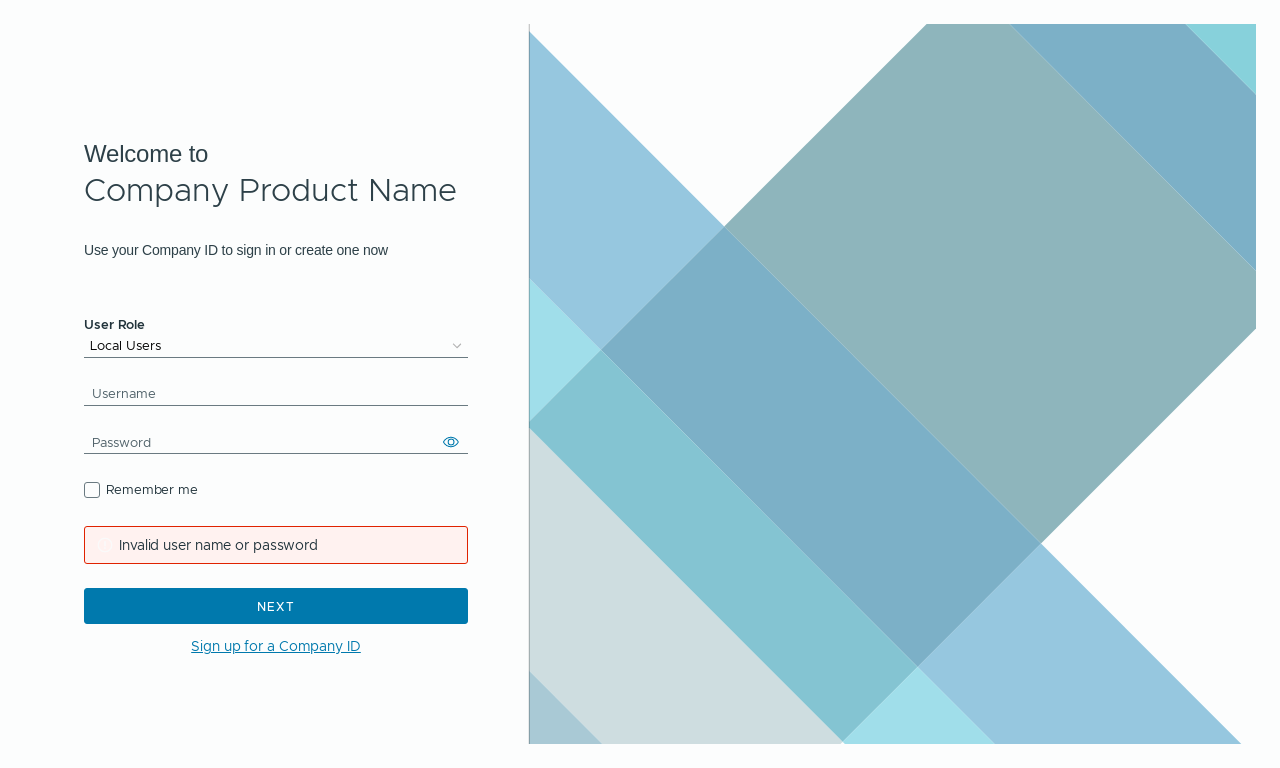 Welcome to
Company Product Name
Use your Company ID to sign in or create one now
User Role
Local Users
Username
Password
Remember me
Invalid user name or password
NEXT
Sign up for a Company ID